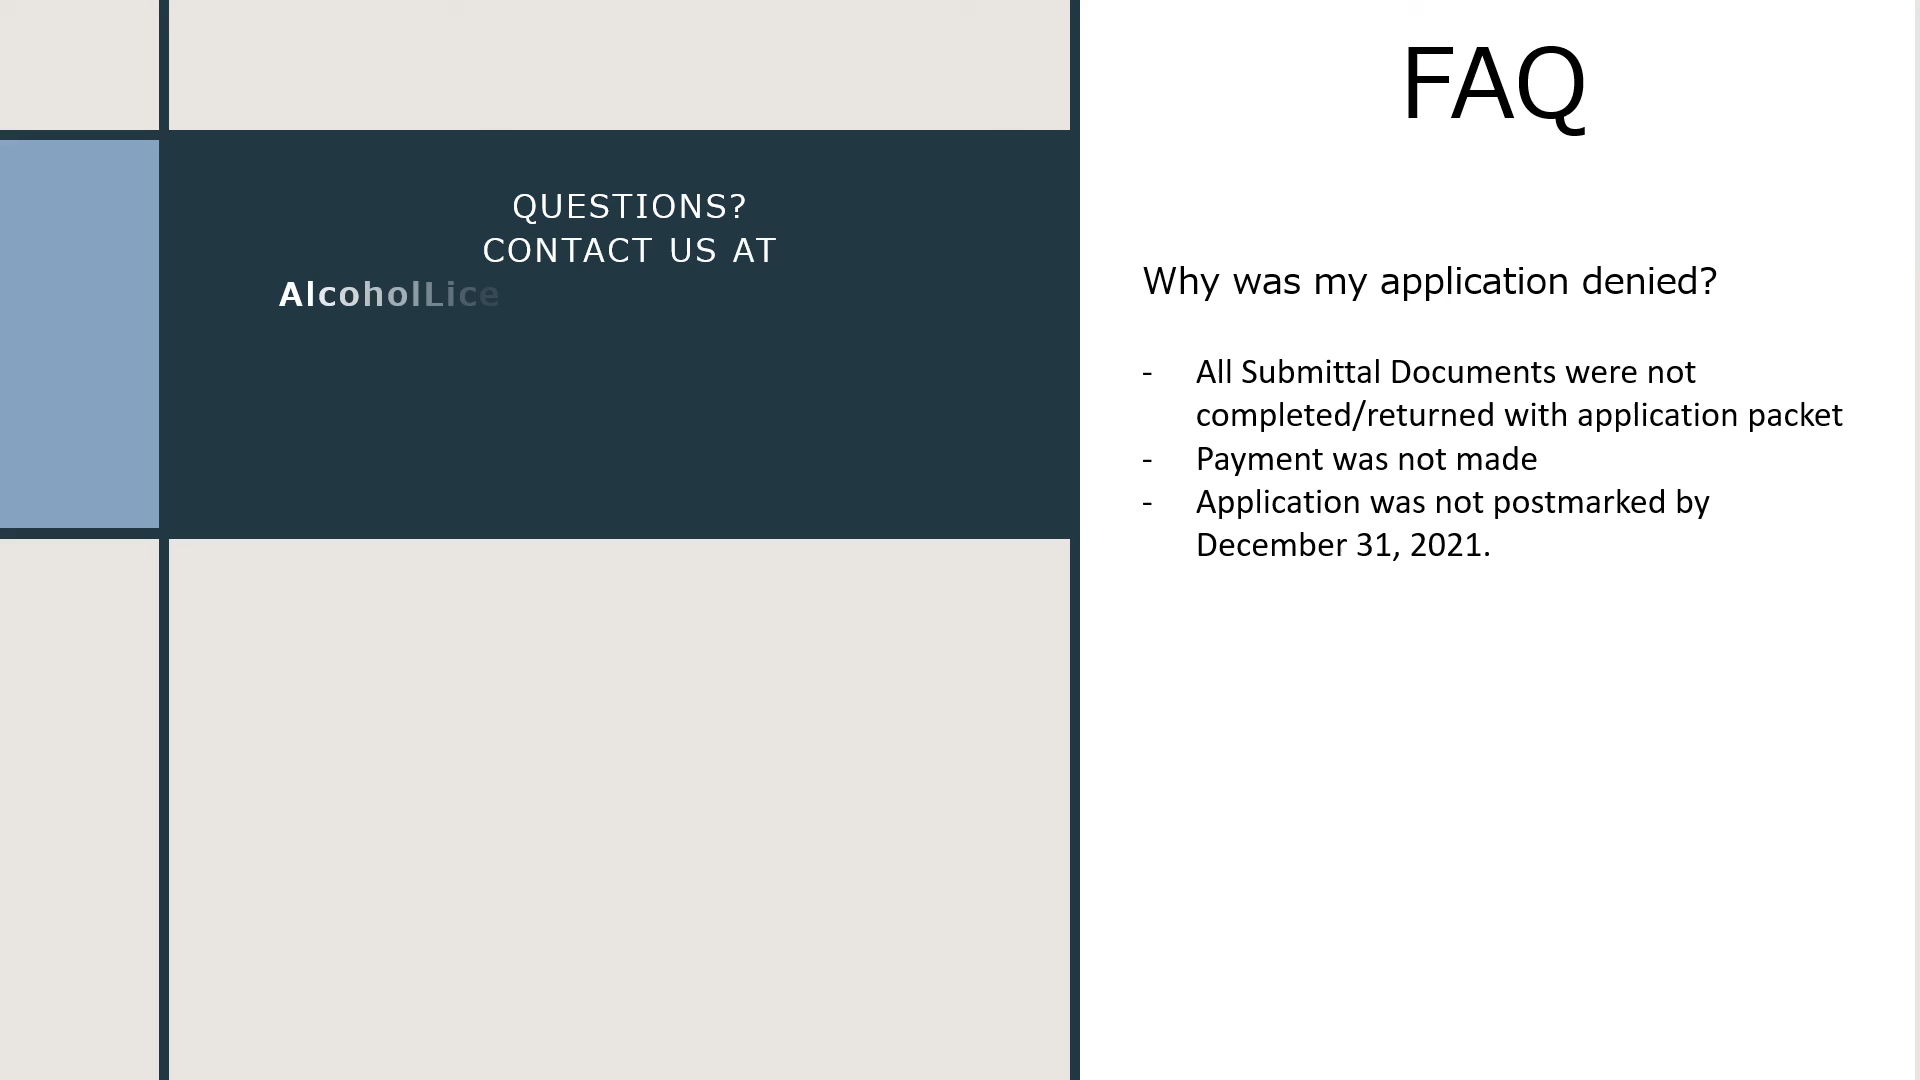 QUESTIONS?
CONTACT US AT
AlcoholLice
FAQ
Why was my application denied?
- All Submittal Documents were not
completed/returned with application packet
- Payment was not made
- Application was not postmarked by
December 31, 2021.